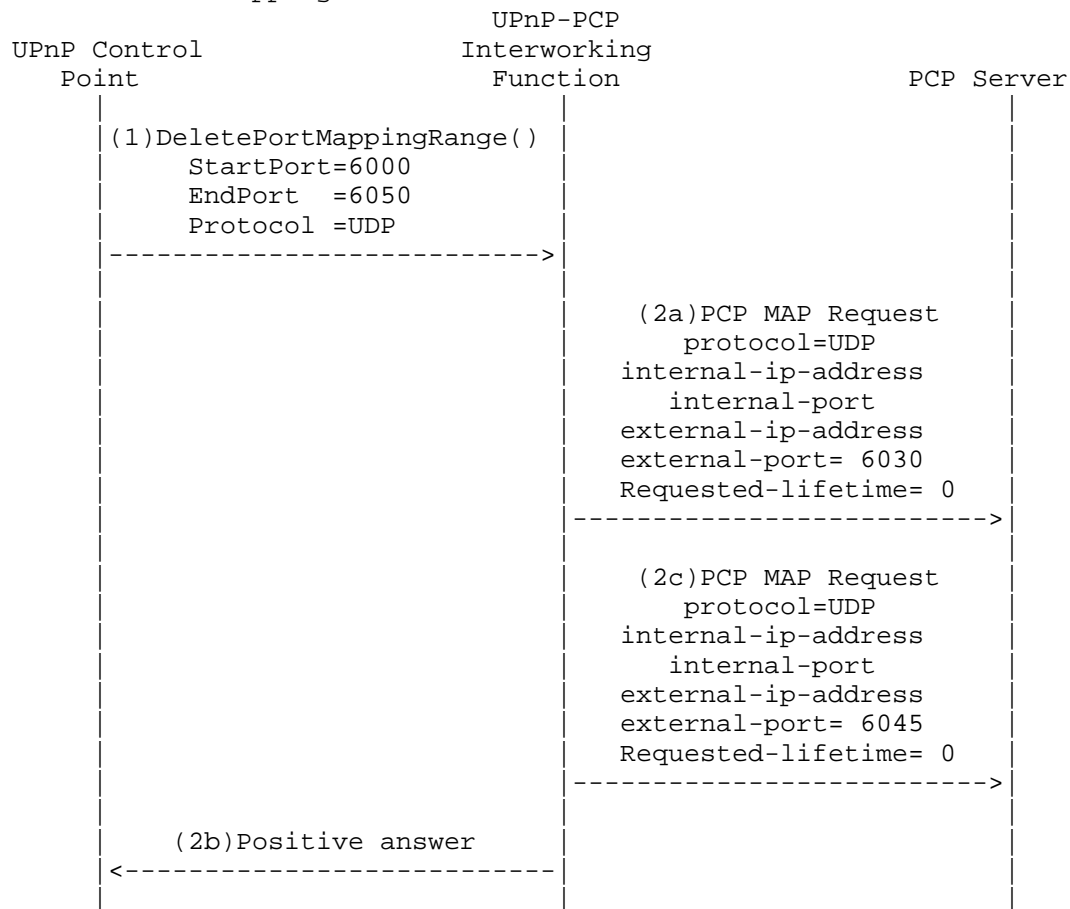 pping
UPnP-PCP
UPnP Control Interworking
Point Function PCP Server
(1)DeletePortMappingRange()
StartPort=6000
EndPort =6050
Protocol =UDP
(2a)PCP MAP Request
protocol=UDP
internal-ip-address
internal-port
external-ip-address
external-port= 6030
Requested-lifetime= 0
(2c)PCP MAP Request
protocol=UDP
internal-ip-address
internal-port
external-ip-address
external-port= 6045
Requested-lifetime= 0
(2b)Positive answer